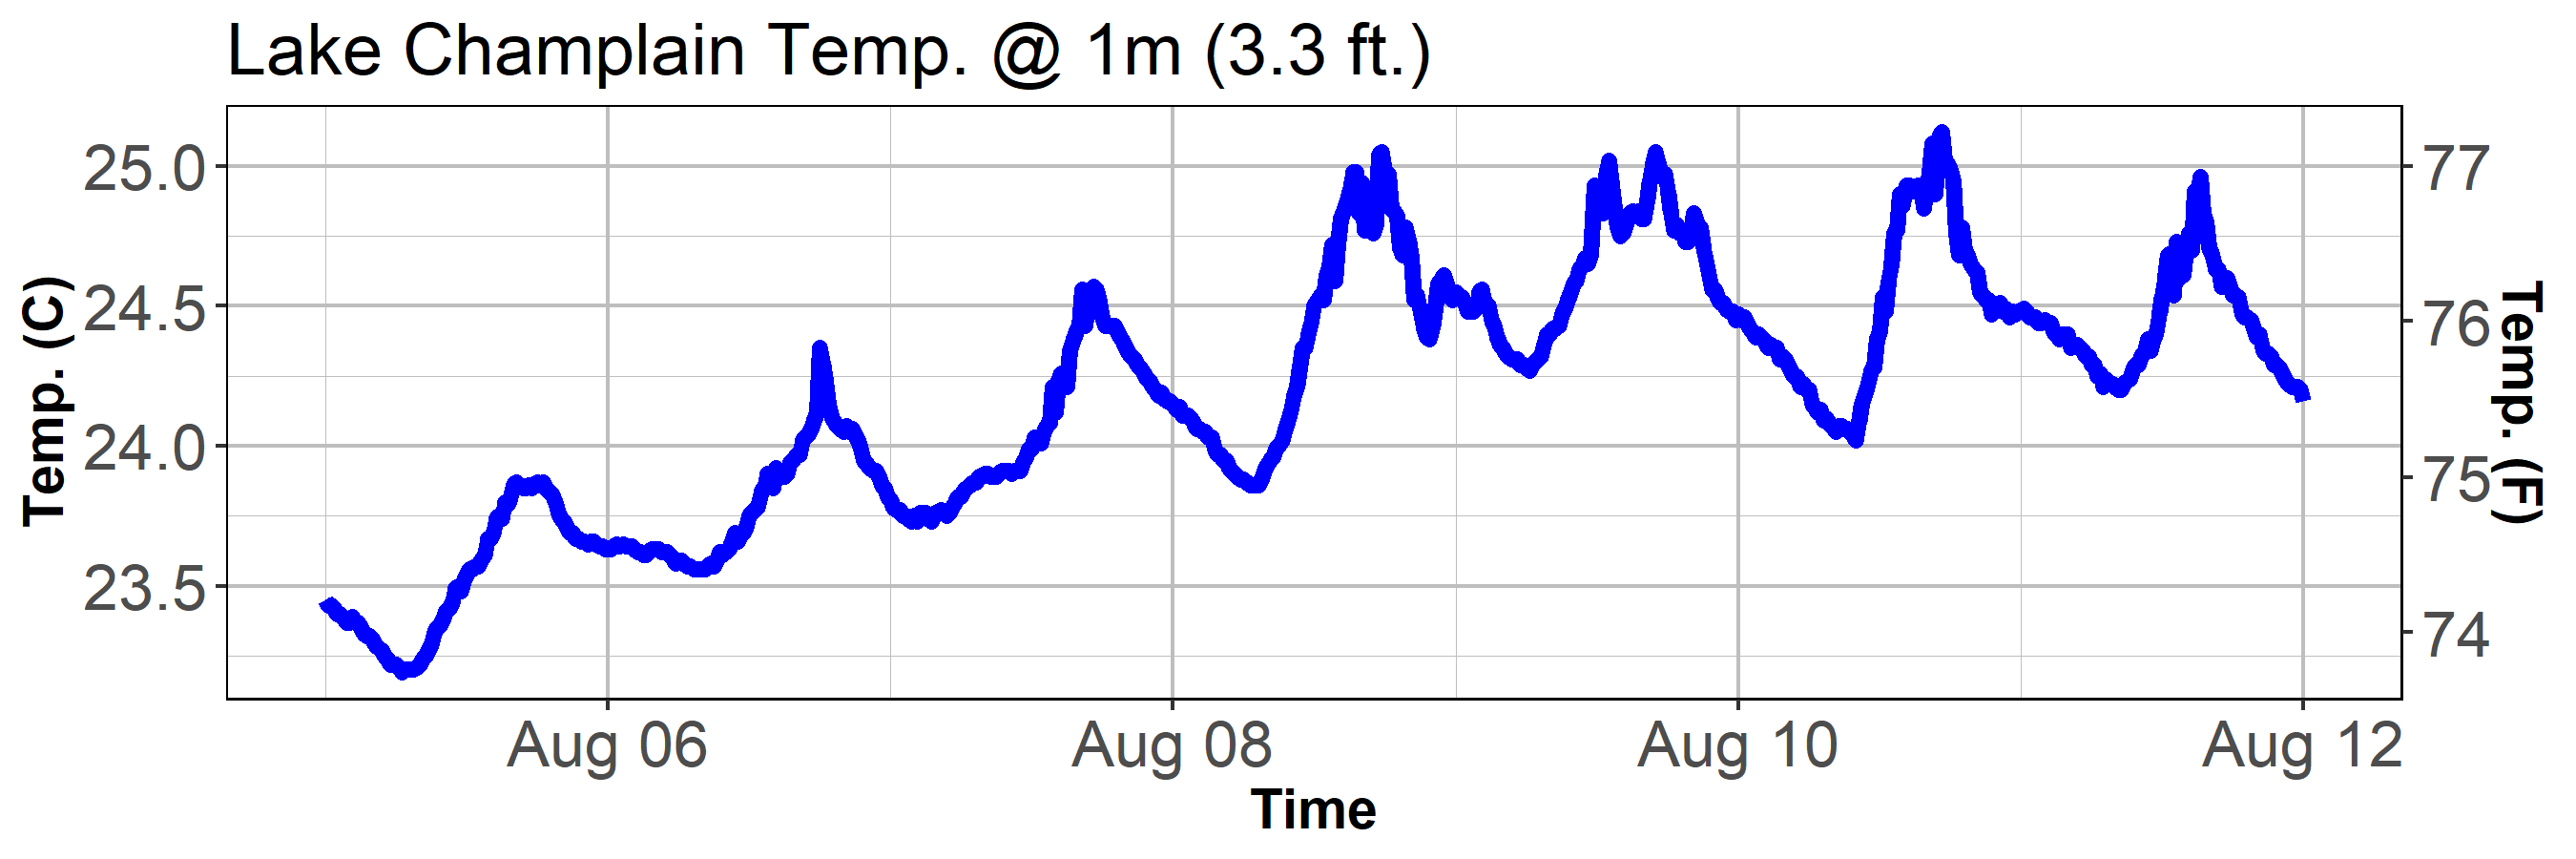 Lake Champlain Temp. @ 1m (3.3 ft.)
Temp. (C)
25.0
24.5
24.0
23.5
77
76
75
74
Temp. (F)
Aug 06 Aug 08 Aug 10 Aug 12
Time